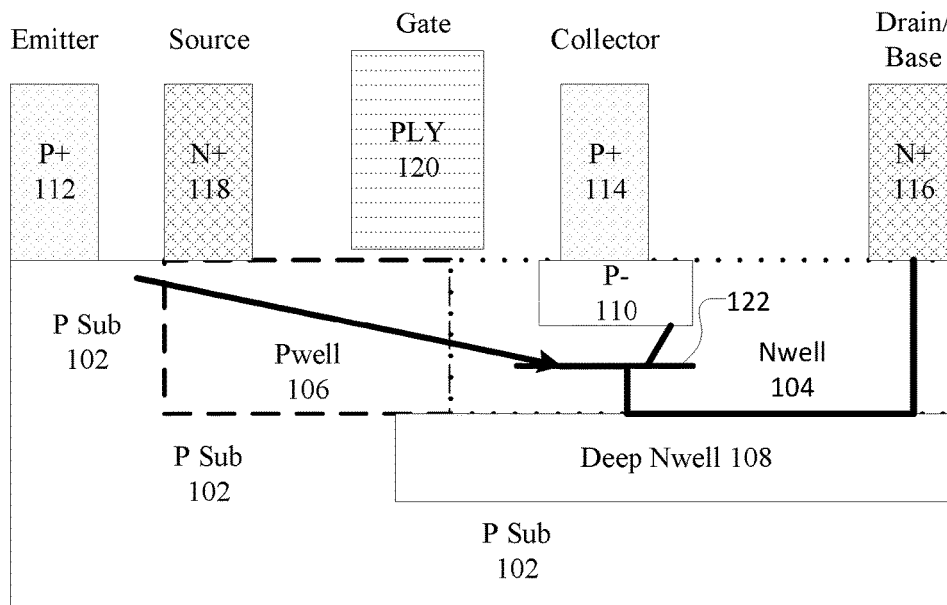 Emitter
Source
Gate
Collector
Drain/
Base
P+
112
N+
118
PLY
120
P+
114
N+
116
P-
110
122
P Sub
102
Pwell
106
Nwell
104
P Sub
102
Deep Nwell 108
P Sub
102